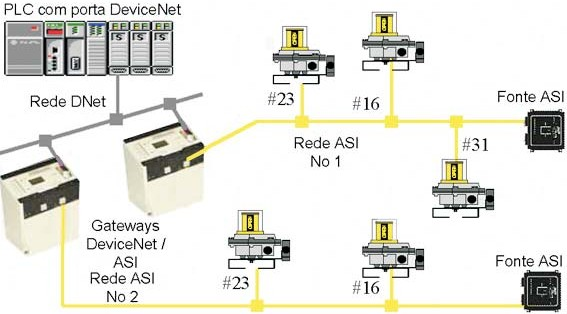 PLC com porta DeviceNet
Rede DNet
#23
#16
Fonte ASI
Rede ASI
No 1
#31
Gateways
DeviceNet /
ASI
Rede ASI
No 2
#23
#16
Fonte ASI